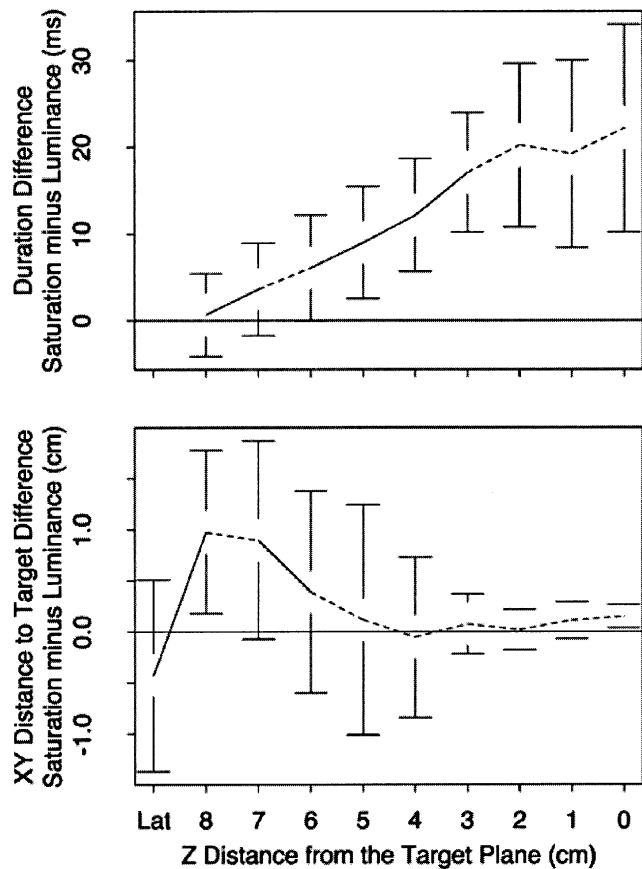 Duration Difference
Saturation minus Luminance (ms)
30
20
10
0
XY Distance to Target Difference
Saturation minus Luminance (cm)
1.0
0.0
-1.0
Lat 8 7 6 5 4 3 2 1 0
Z Distance from the Target Plane (cm)